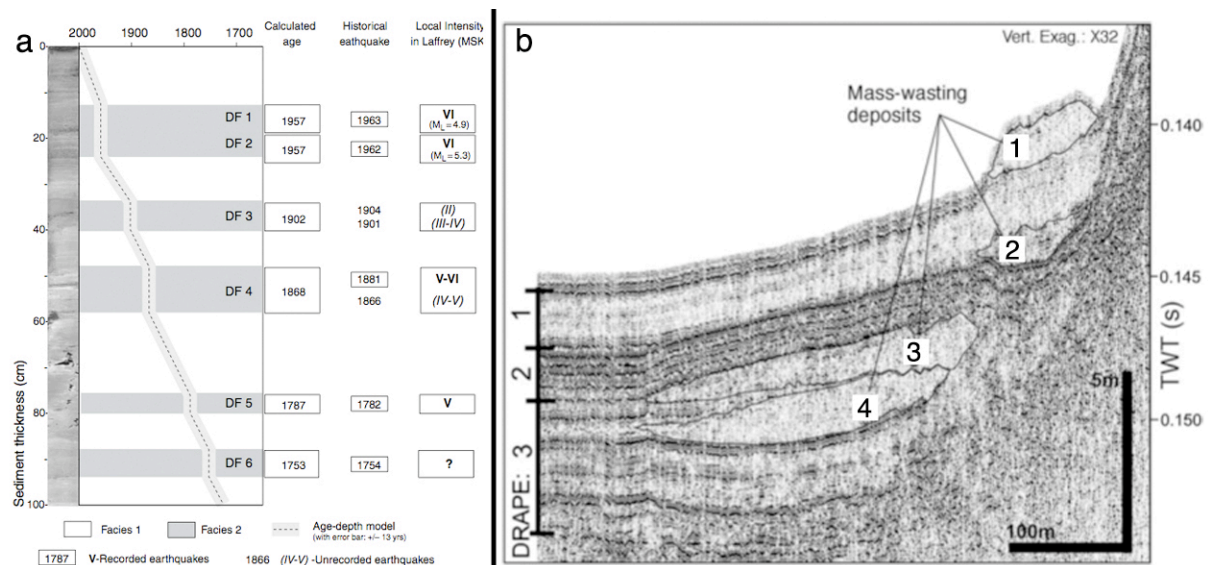 a
2000 1900 1800 1700
Calculated age
Historical eathquake
Local Intensity in Laffrey (MSK
0
20
40
60
80
100
Sediment thickness (cm)
DF 1 1957 1963 VI
(ML=4.9)
DF 2 1957 1962 VI
(ML=5.3)
DF 3 1902 1904 (II)
1901 (III-IV)
DF 4 1868 1881 V-VI
1866 (IV-V)
DF 5 1787 1782 V
DF 6 1753 1754 ?
Facies 1 Facies 2 Age-depth model
(with error bar: +/– 13 yrs)
1787 V-Recorded earthquakes 1866 (IV-V) -Unrecorded earthquakes
b
Vert. Exag.: X32
Mass-wasting
deposits
1
2
3
4
DRAPE: 3 2 1
0.140
0.145
0.150
TWT (s)
5m
100m